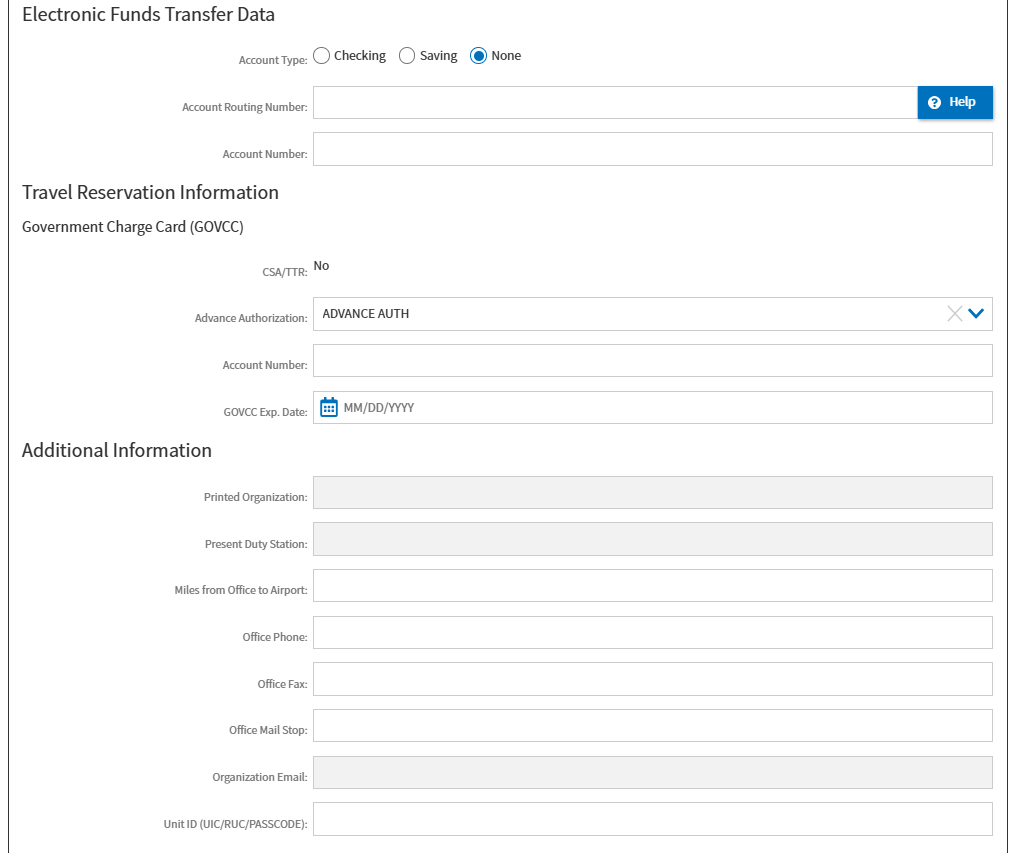 Electronic Funds Transfer Data
Account Type: Checking Saving None
Account Routing Number: Help
Account Number:
Travel Reservation Information
Government Charge Card (GOVCC)
CSA/TTR: No
Advance Authorization: ADVANCE AUTH
Account Number:
GOVCC Exp. Date: MM/DD/YYYY
Additional Information
Printed Organization:
Present Duty Station:
Miles from Office to Airport:
Office Phone:
Office Fax:
Office Mail Stop:
Organization Email:
Unit ID (UIC/RUC/PASSCODE):